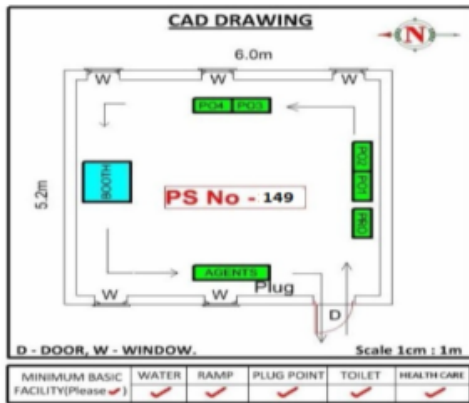 CAD DRAWING
N
6.0m
W W W
PO4 PO3
5.2m
BOOTH
PO2
PO1
PS No - 149
PRO
AGENTS
Plug
W W
D
D - DOOR, W - WINDOW. Scale 1cm : 1m
MINIMUM BASIC FACILITY(Please ✓) WATER RAMP PLUG POINT TOILET HEALTH CARE
✓ ✓ ✓ ✓ ✓